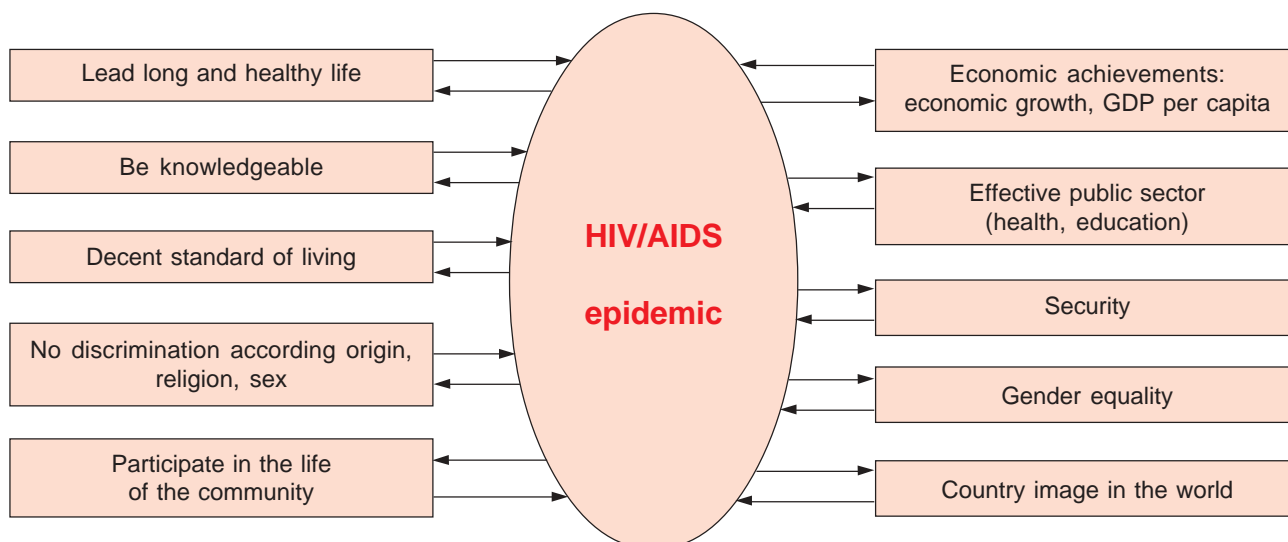 Lead long and healthy life
Be knowledgeable
Decent standard of living
No discrimination according origin,
religion, sex
Participate in the life
of the community
HIV/AIDS
epidemic
Economic achievements:
economic growth, GDP per capita
Effective public sector
(health, education)
Security
Gender equality
Country image in the world